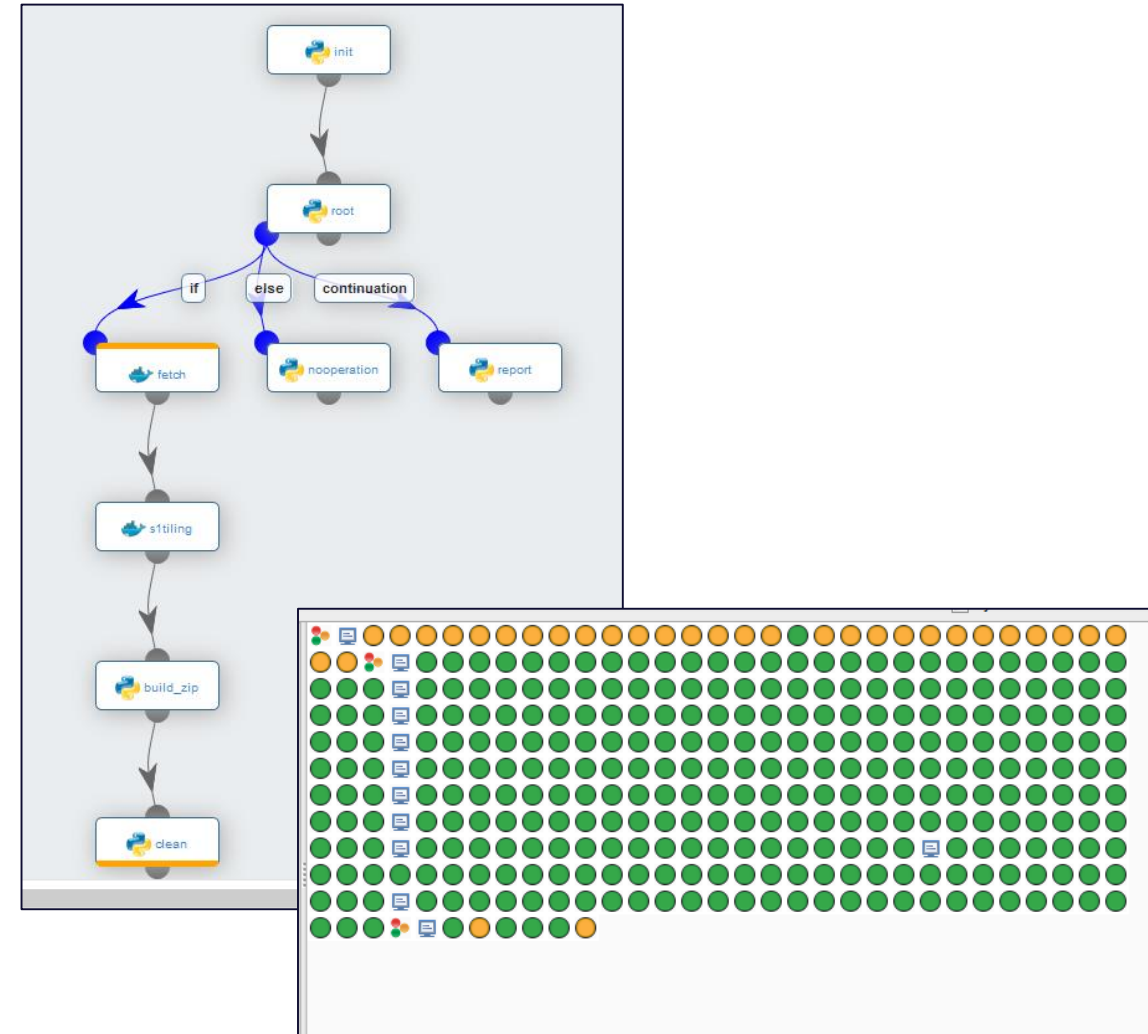 init
root
if
else
continuation
fetch
nooperation
report
s1tiling
build_zip
clean